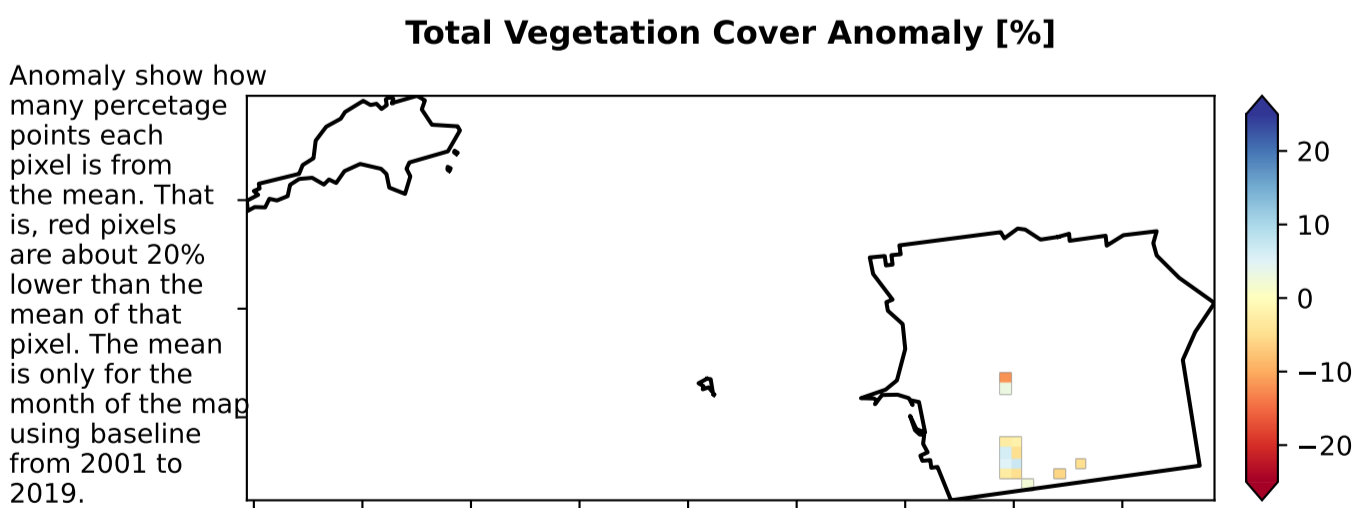 Total Vegetation Cover Anomaly [%]
Anomaly show how
many percetage
points each
pixel is from
the mean. That
is, red pixels
are about 20%
lower than the
mean of that
pixel. The mean
is only for the
month of the map
using baseline
from 2001 to
2019.
20
10
0
−10
−20